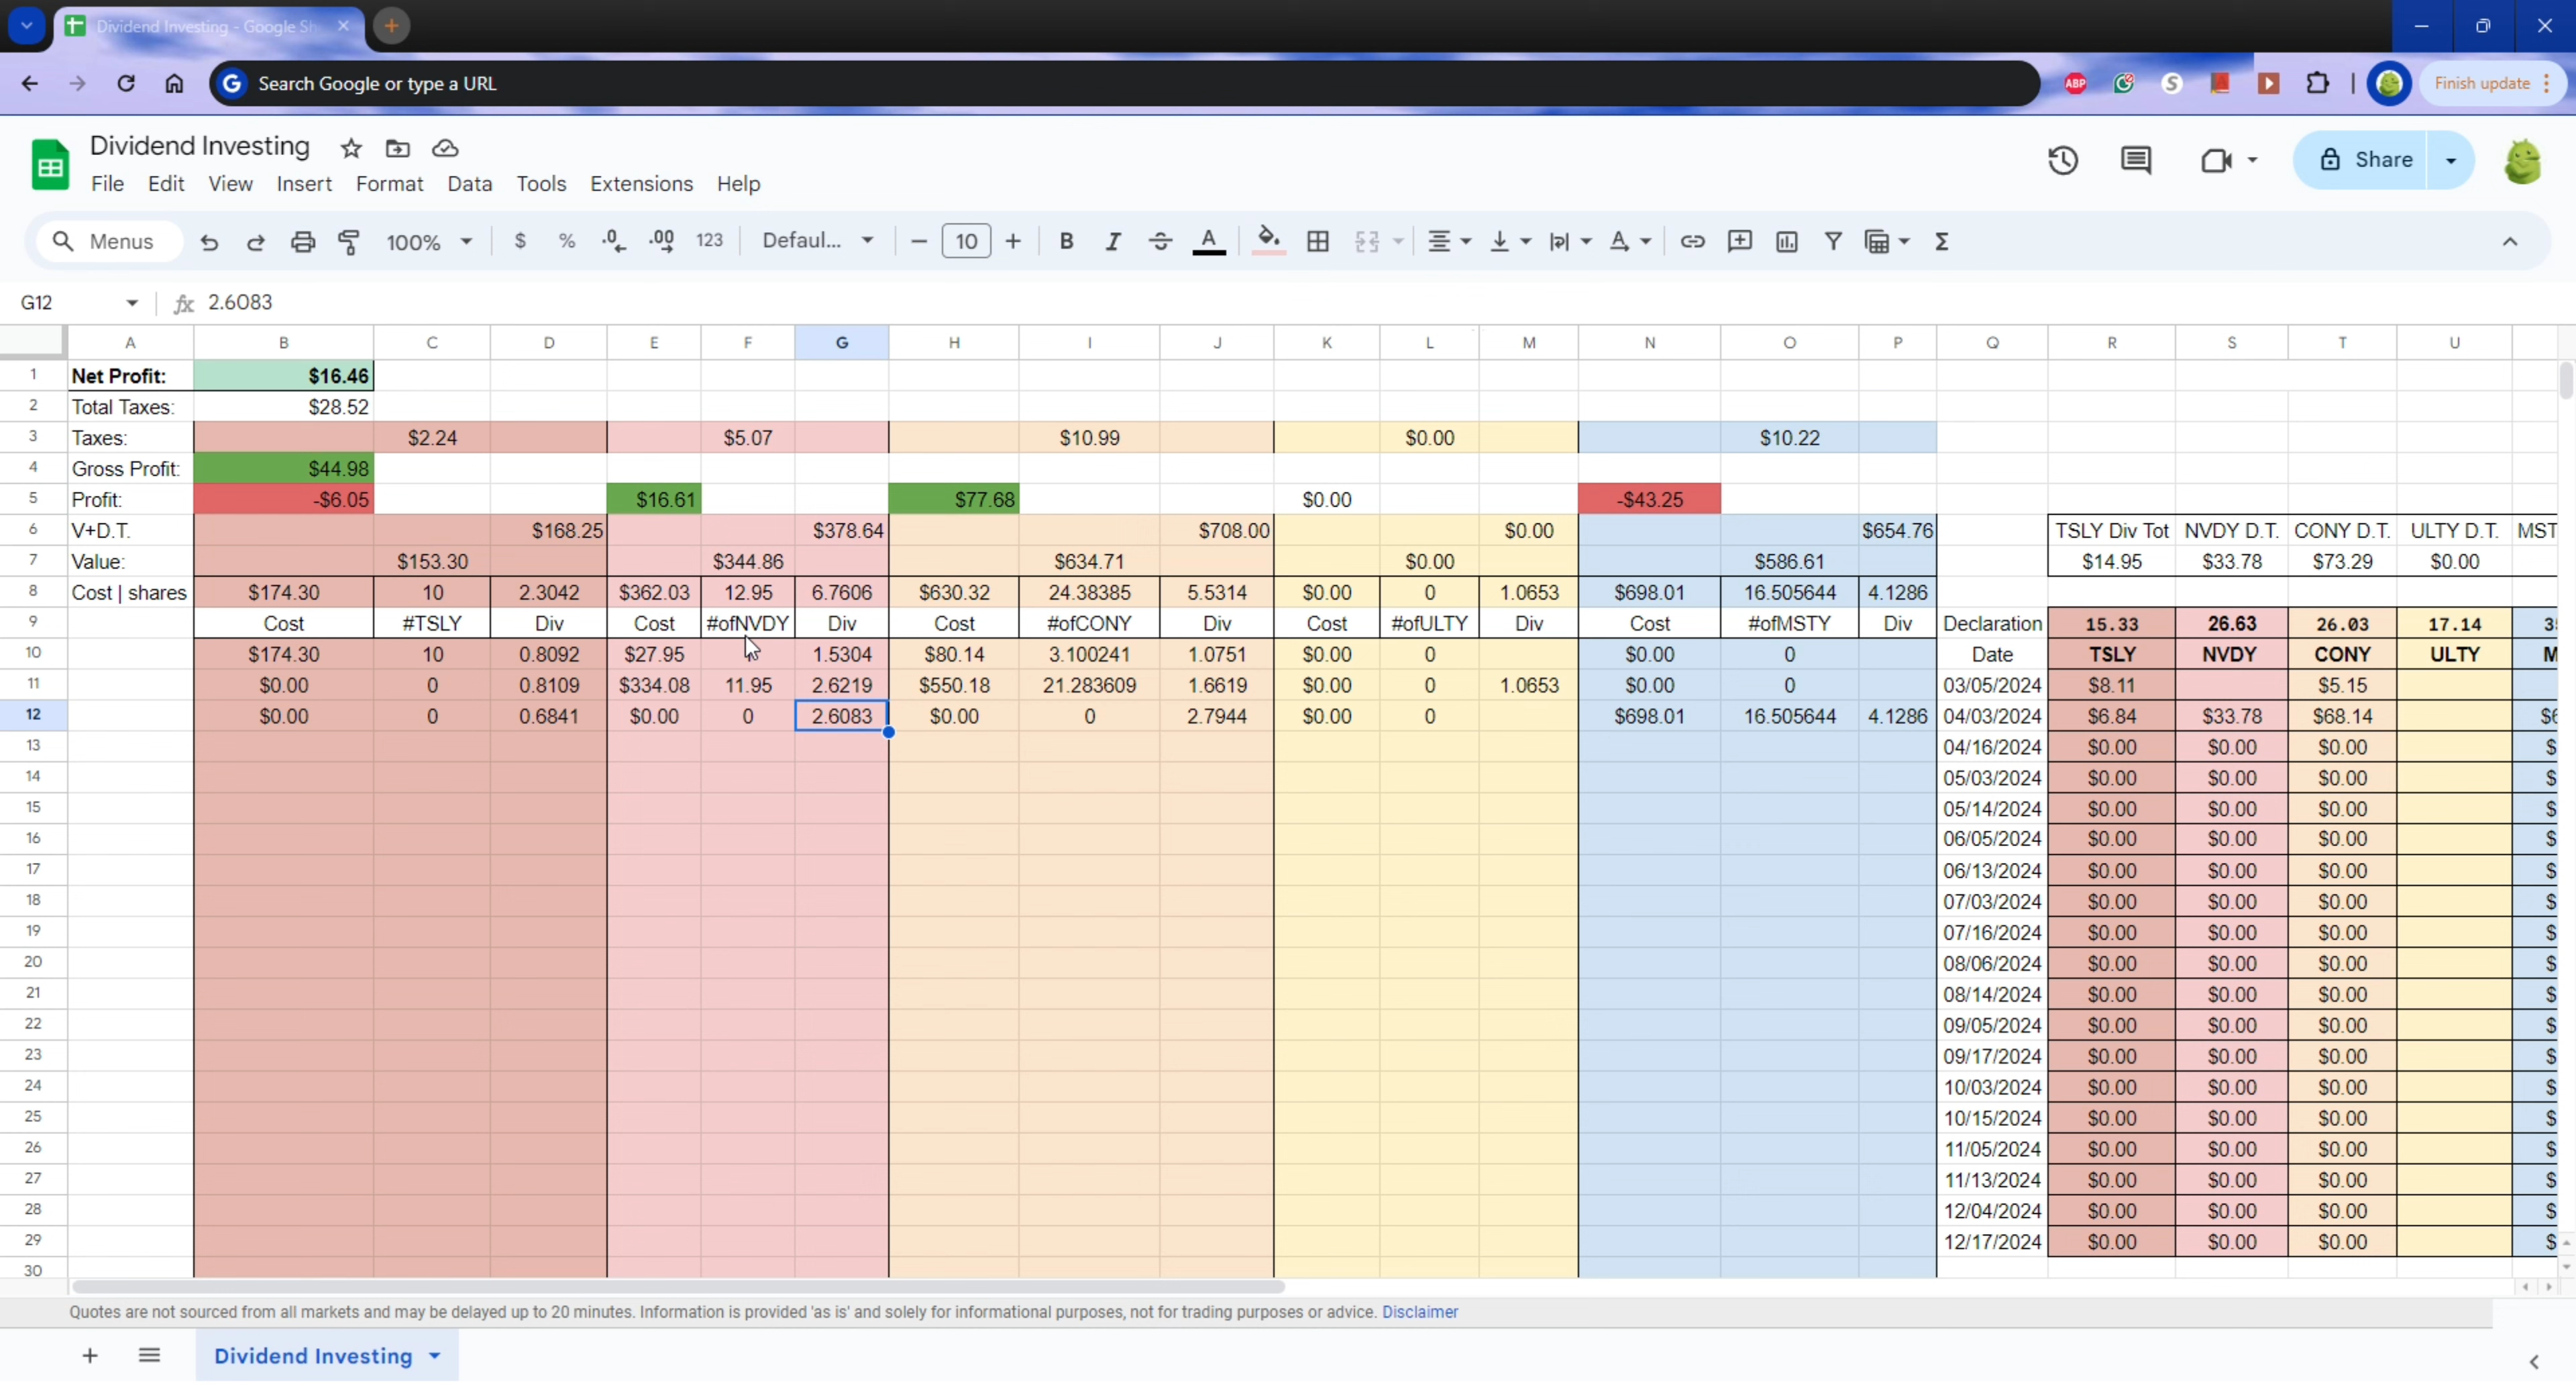 Dividend Investing - Google Sh
Search Google or type a URL
ABP
Finish update
Dividend Investing
File Edit View Insert Format Data Tools Extensions Help
Share
Menus 100% $ % .0 .00 123 Defaul... − 10 + B I A Σ
G12 fx 2.6083
A B C D E F G H I J K L M N O P Q R S T U
1 Net Profit: $16.46
2 Total Taxes: $28.52
3 Taxes: $2.24 $5.07 $10.99 $0.00 $10.22
4 Gross Profit: $44.98
5 Profit: -$6.05 $16.61 $77.68 $0.00 -$43.25
6 V+D.T. $168.25 $378.64 $708.00 $0.00 $654.76 TSLY Div Tot NVDY D.T. CONY D.T. ULTY D.T. MST
7 Value: $153.30 $344.86 $634.71 $0.00 $586.61 $14.95 $33.78 $73.29 $0.00
8 Cost | shares $174.30 10 2.3042 $362.03 12.95 6.7606 $630.32 24.38385 5.5314 $0.00 0 1.0653 $698.01 16.505644 4.1286
9 Cost #TSLY Div Cost #ofNVDY Div Cost #ofCONY Div Cost #ofULTY Div Cost #ofMSTY Div Declaration 15.33 26.63 26.03 17.14 3
10 $174.30 10 0.8092 $27.95 1.5304 $80.14 3.100241 1.0751 $0.00 0 $0.00 0 Date TSLY NVDY CONY ULTY M
11 $0.00 0 0.8109 $334.08 11.95 2.6219 $550.18 21.283609 1.6619 $0.00 0 1.0653 $0.00 0 03/05/2024 $8.11 $5.15
12 $0.00 0 0.6841 $0.00 0 2.6083 $0.00 0 2.7944 $0.00 0 $698.01 16.505644 4.1286 04/03/2024 $6.84 $33.78 $68.14 $6
13 04/16/2024 $0.00 $0.00 $0.00 $
14 05/03/2024 $0.00 $0.00 $0.00 $
15 05/14/2024 $0.00 $0.00 $0.00 $
16 06/05/2024 $0.00 $0.00 $0.00 $
17 06/13/2024 $0.00 $0.00 $0.00 $
18 07/03/2024 $0.00 $0.00 $0.00 $
19 07/16/2024 $0.00 $0.00 $0.00 $
20 08/06/2024 $0.00 $0.00 $0.00 $
21 08/14/2024 $0.00 $0.00 $0.00 $
22 09/05/2024 $0.00 $0.00 $0.00 $
23 09/17/2024 $0.00 $0.00 $0.00 $
24 10/03/2024 $0.00 $0.00 $0.00 $
25 10/15/2024 $0.00 $0.00 $0.00 $
26 11/05/2024 $0.00 $0.00 $0.00 $
27 11/13/2024 $0.00 $0.00 $0.00 $
28 12/04/2024 $0.00 $0.00 $0.00 $
29 12/17/2024 $0.00 $0.00 $0.00 $
30
Quotes are not sourced from all markets and may be delayed up to 20 minutes. Information is provided 'as is' and solely for informational purposes, not for trading purposes or advice. Disclaimer
Dividend Investing